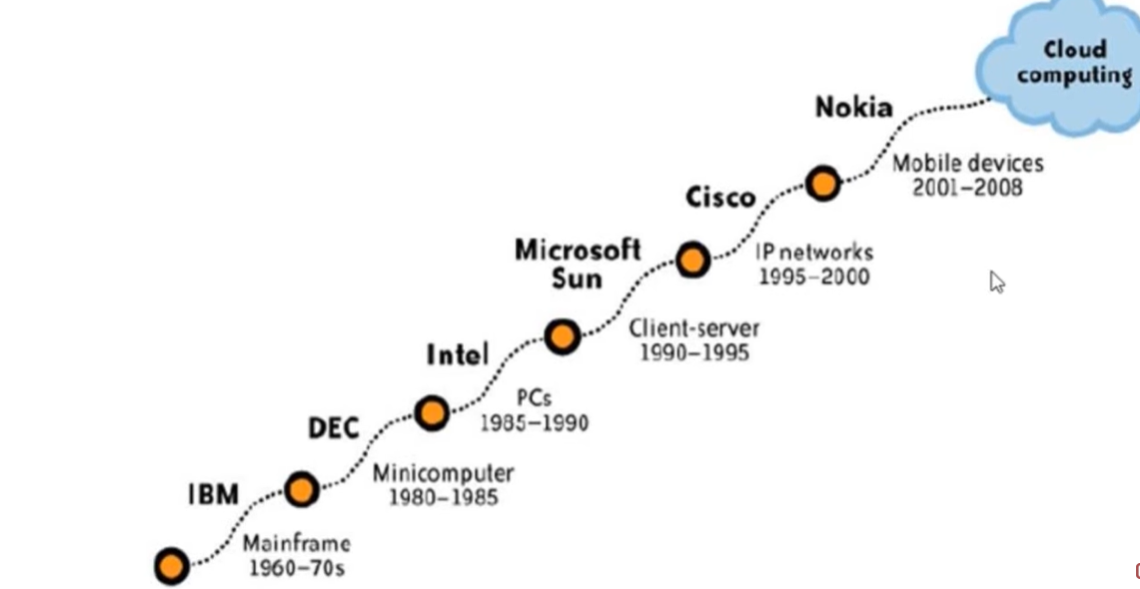 Cloud
computing
Nokia
Mobile devices
2001–2008
Cisco
IP networks
1995–2000
Microsoft
Sun
Client-server
1990–1995
Intel
PCs
1985–1990
DEC
Minicomputer
1980–1985
IBM
Mainframe
1960–70s